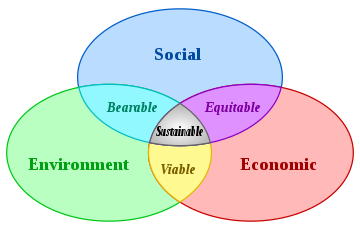 Social
Bearable
Equitable
Sustainable
Environment
Viable
Economic